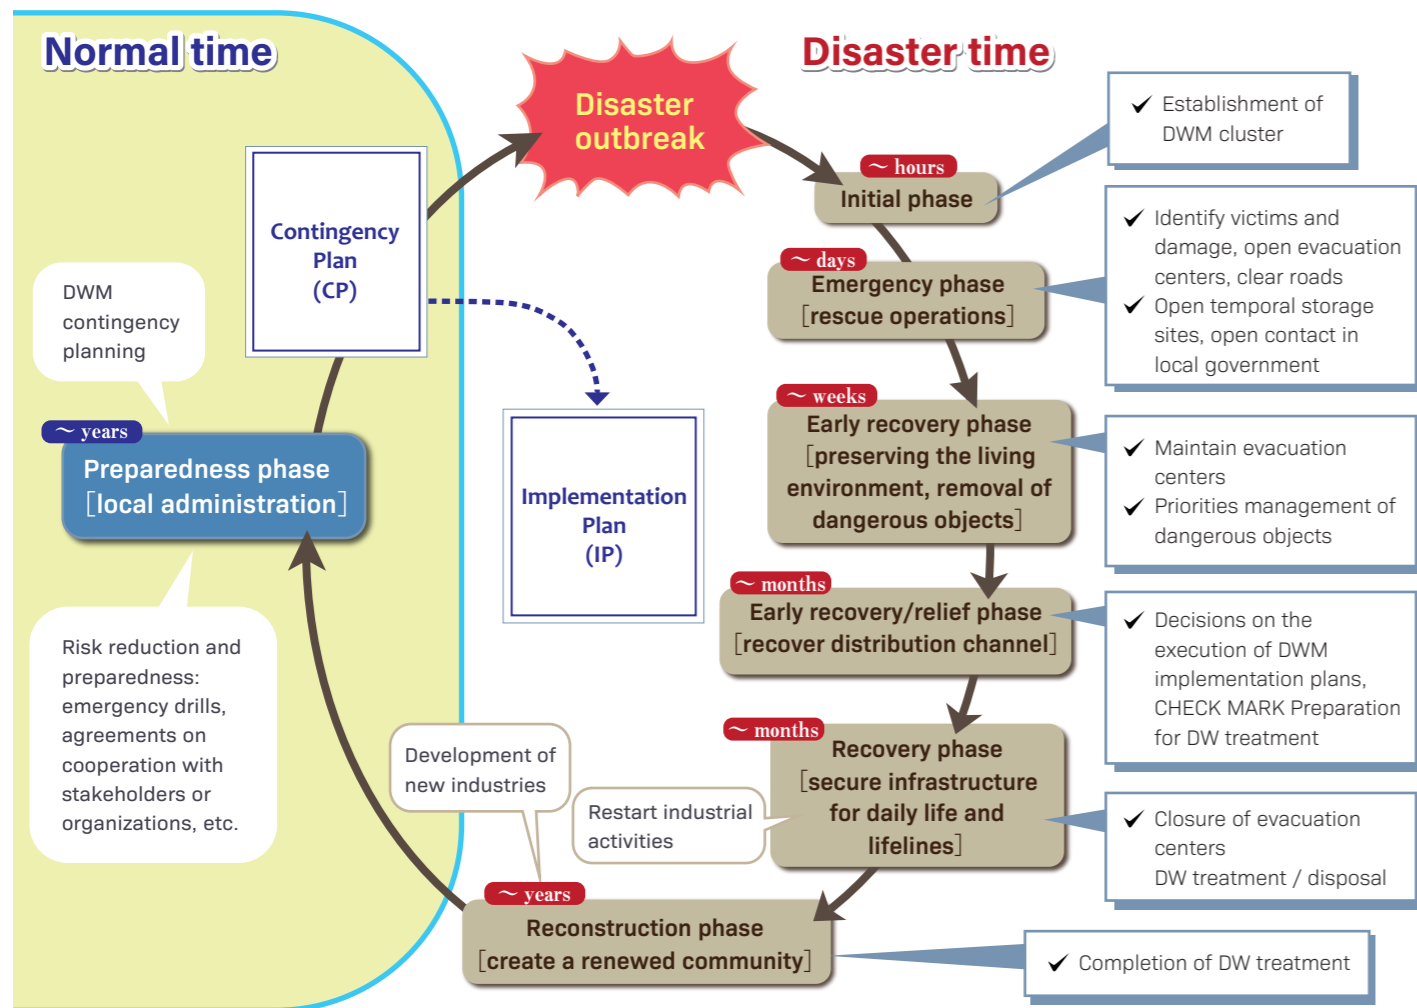 Normal time
Disaster time
Disaster
outbreak
✓ Establishment of
DWM cluster
~ hours
Initial phase
Contingency
Plan
(CP)
✓ Identify victims and
damage, open evacuation
centers, clear roads
✓ Open temporal storage
sites, open contact in
local government
~ days
Emergency phase
[rescue operations]
DWM
contingency
planning
~ weeks
Early recovery phase
[preserving the living
environment, removal of
dangerous objects]
✓ Maintain evacuation
centers
✓ Priorities management of
dangerous objects
~ years
Preparedness phase
[local administration]
Implementation
Plan
(IP)
~ months
Early recovery/relief phase
[recover distribution channel]
✓ Decisions on the
execution of DWM
implementation plans,
CHECK MARK Preparation
for DW treatment
Risk reduction and
preparedness:
emergency drills,
agreements on
cooperation with
stakeholders or
organizations, etc.
~ months
Recovery phase
[secure infrastructure
for daily life and
lifelines]
Development of
new industries
Restart industrial
activities
✓ Closure of evacuation
centers
DW treatment / disposal
~ years
Reconstruction phase
[create a renewed community]
✓ Completion of DW treatment